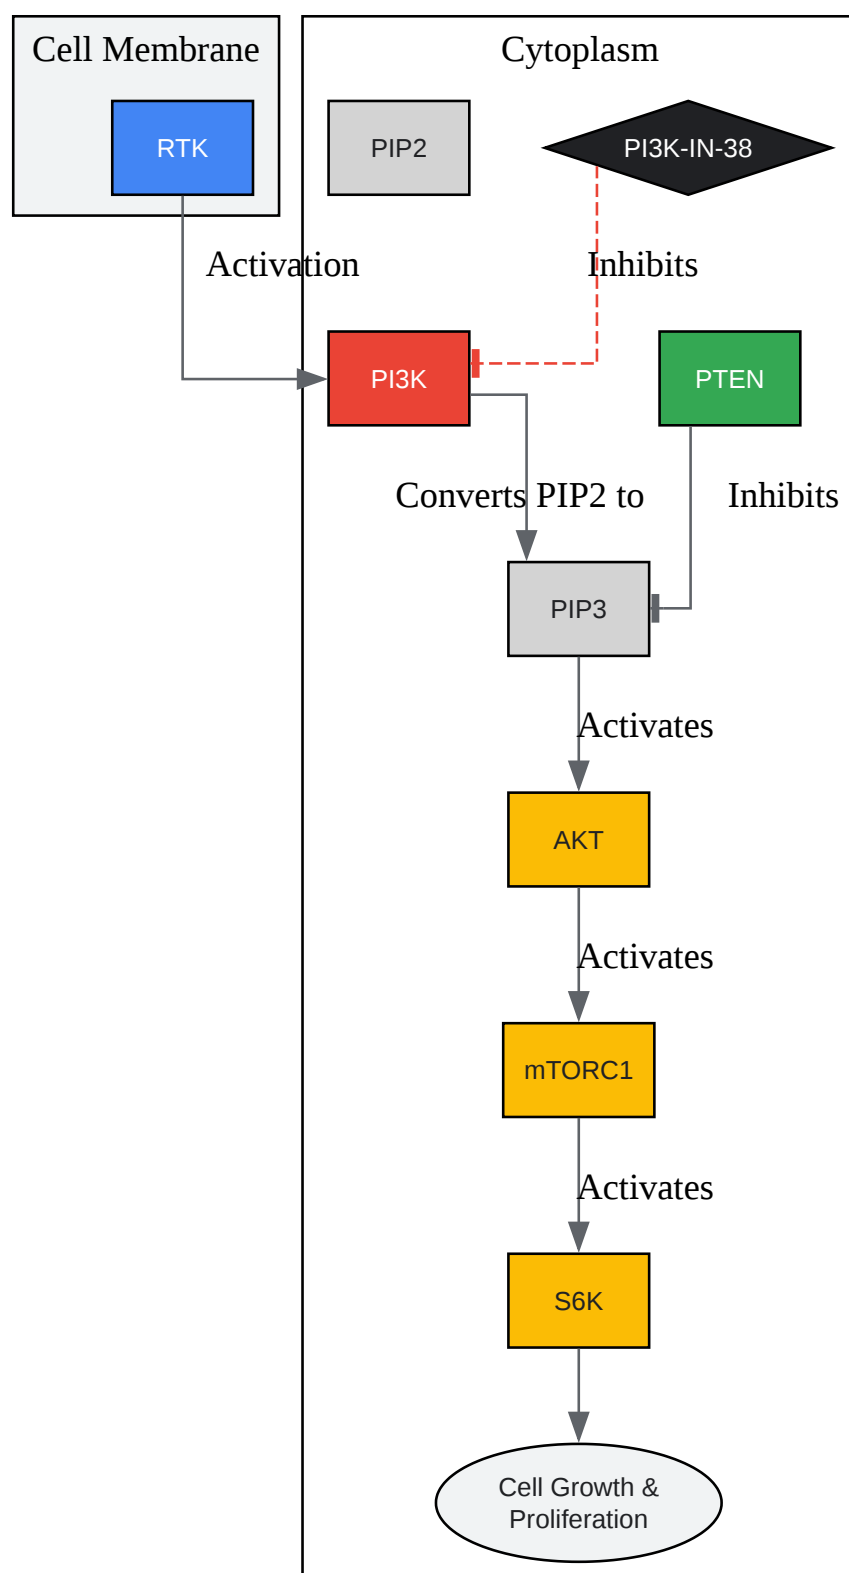 Cell Membrane
Cytoplasm
RTK
PIP2
PI3K-IN-38
Activation
Inhibits
PI3K
PTEN
Converts PIP2 to
Inhibits
PIP3
Activates
AKT
Activates
mTORC1
Activates
S6K
Cell Growth &
Proliferation